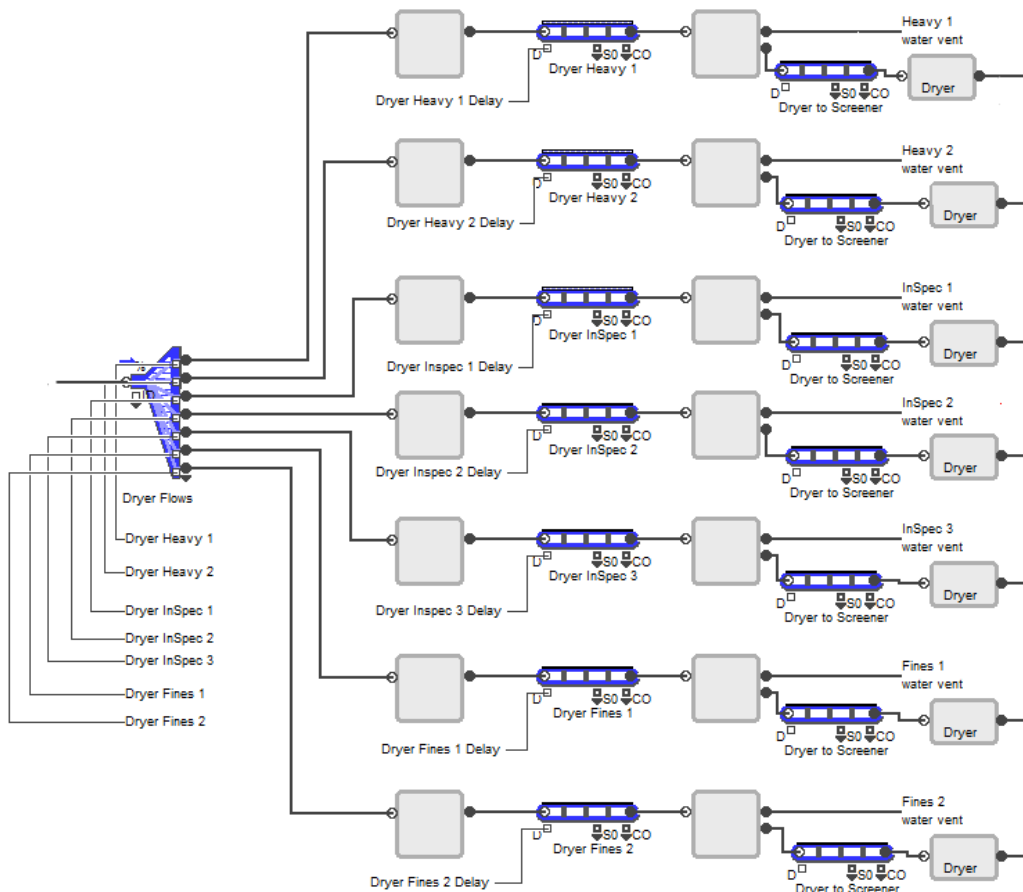 Heavy 1
water vent
D
S0
CO
Dryer Heavy 1
Dryer Heavy 1 Delay
Dryer
D
S0
CO
Dryer to Screener
Heavy 2
water vent
D
S0
CO
Dryer Heavy 2
Dryer Heavy 2 Delay
Dryer
D
S0
CO
Dryer to Screener
InSpec 1
water vent
D
S0
CO
Dryer InSpec 1
Dryer Inspec 1 Delay
Dryer
D
S0
CO
Dryer to Screener
InSpec 2
water vent
D
S0
CO
Dryer InSpec 2
Dryer Inspec 2 Delay
Dryer
D
S0
CO
Dryer to Screener
Dryer Flows
Dryer Heavy 1
Dryer Heavy 2
Dryer InSpec 1
Dryer InSpec 2
Dryer InSpec 3
Dryer Fines 1
Dryer Fines 2
InSpec 3
water vent
D
S0
CO
Dryer InSpec 3
Dryer Inspec 3 Delay
Dryer
D
S0
CO
Dryer to Screener
Fines 1
water vent
D
S0
CO
Dryer Fines 1
Dryer Fines 1 Delay
Dryer
D
S0
CO
Dryer to Screener
Fines 2
water vent
D
S0
CO
Dryer Fines 2
Dryer Fines 2 Delay
Dryer
D
S0
CO
Dryer to Screener